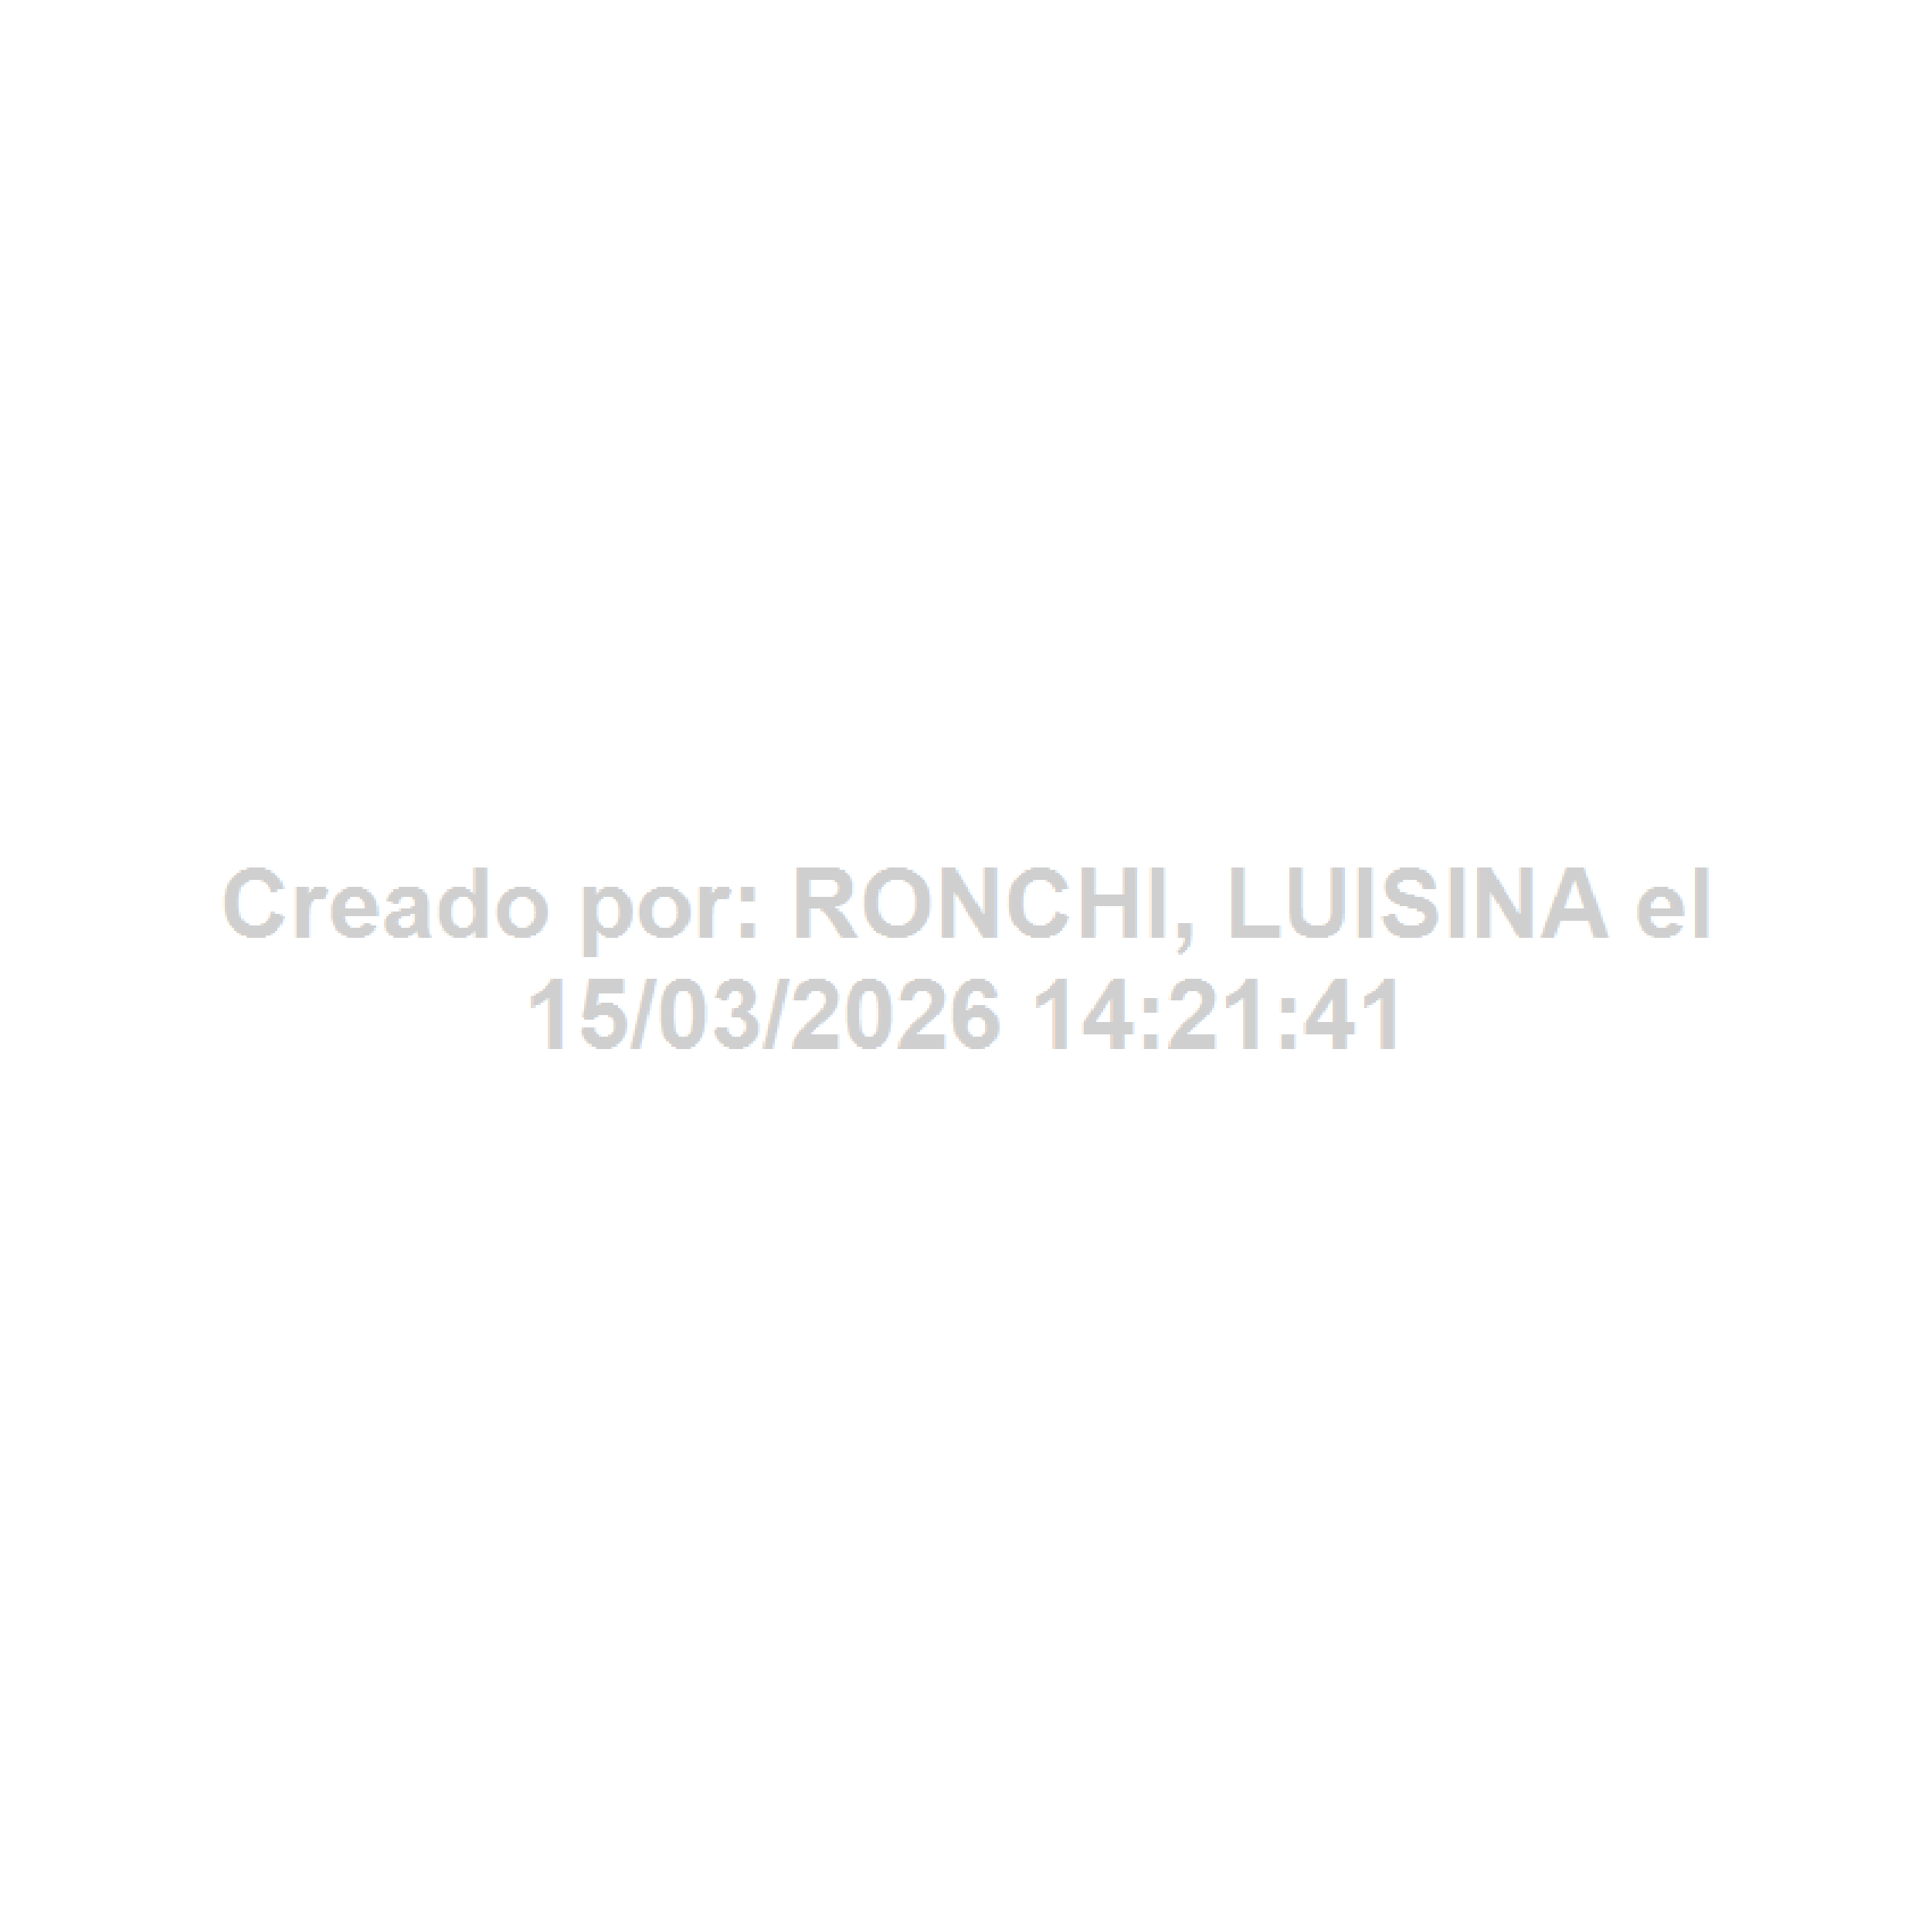 Creado por: RONCHI, LUISINA el
15/03/2026 14:21:41